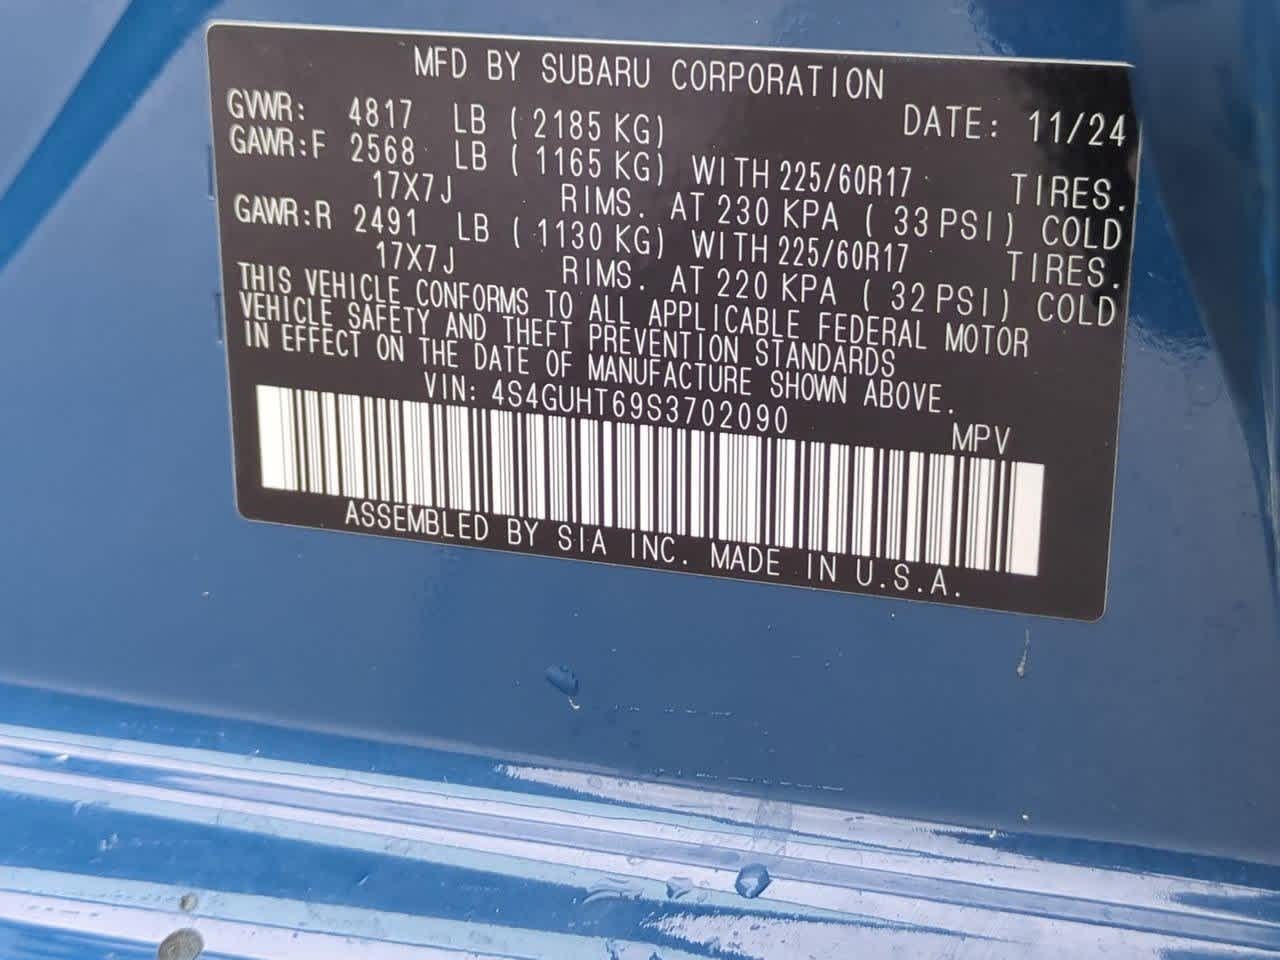 MFD BY SUBARU CORPORATION
DATE: 11/24
GVWR: 4817 LB ( 2185 KG)
GAWR:F 2568 LB ( 1165 KG) WITH 225/60R17 TIRES.
17X7J RIMS. AT 230 KPA ( 33 PSI) COLD
GAWR:R 2491 LB ( 1130 KG) WITH 225/60R17 TIRES.
17X7J RIMS. AT 220 KPA ( 32 PSI) COLD
THIS VEHICLE CONFORMS TO ALL APPLICABLE FEDERAL MOTOR
VEHICLE SAFETY AND THEFT PREVENTION STANDARDS
IN EFFECT ON THE DATE OF MANUFACTURE SHOWN ABOVE.
VIN: 4S4GUHT69S3702090
MPV
ASSEMBLED BY SIA INC. MADE IN U.S.A.